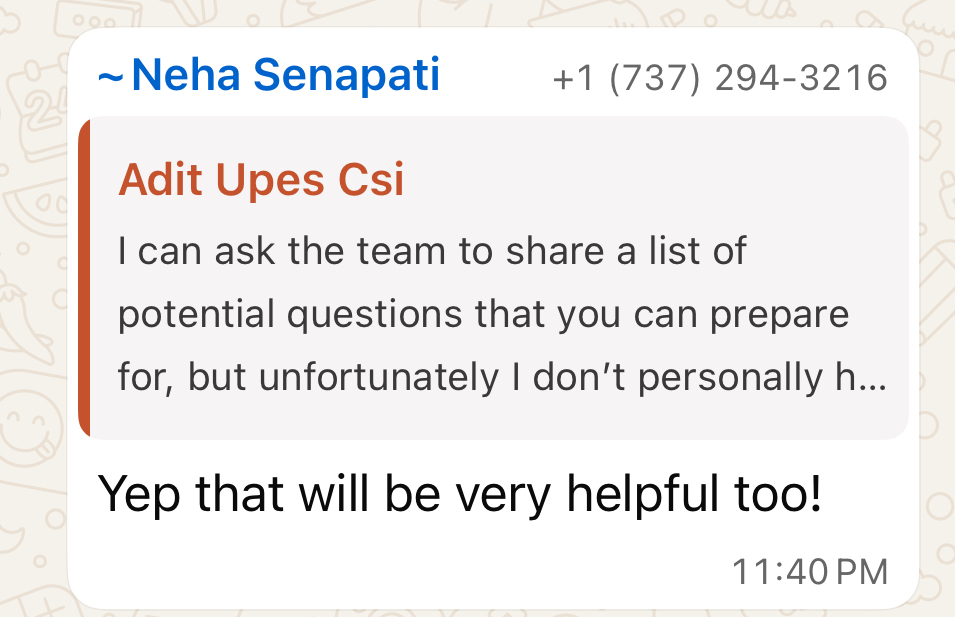 ~ Neha Senapati +1 (737) 294-3216
Adit Upes Csi
I can ask the team to share a list of
potential questions that you can prepare
for, but unfortunately I don’t personally h...
Yep that will be very helpful too!
11:40 PM